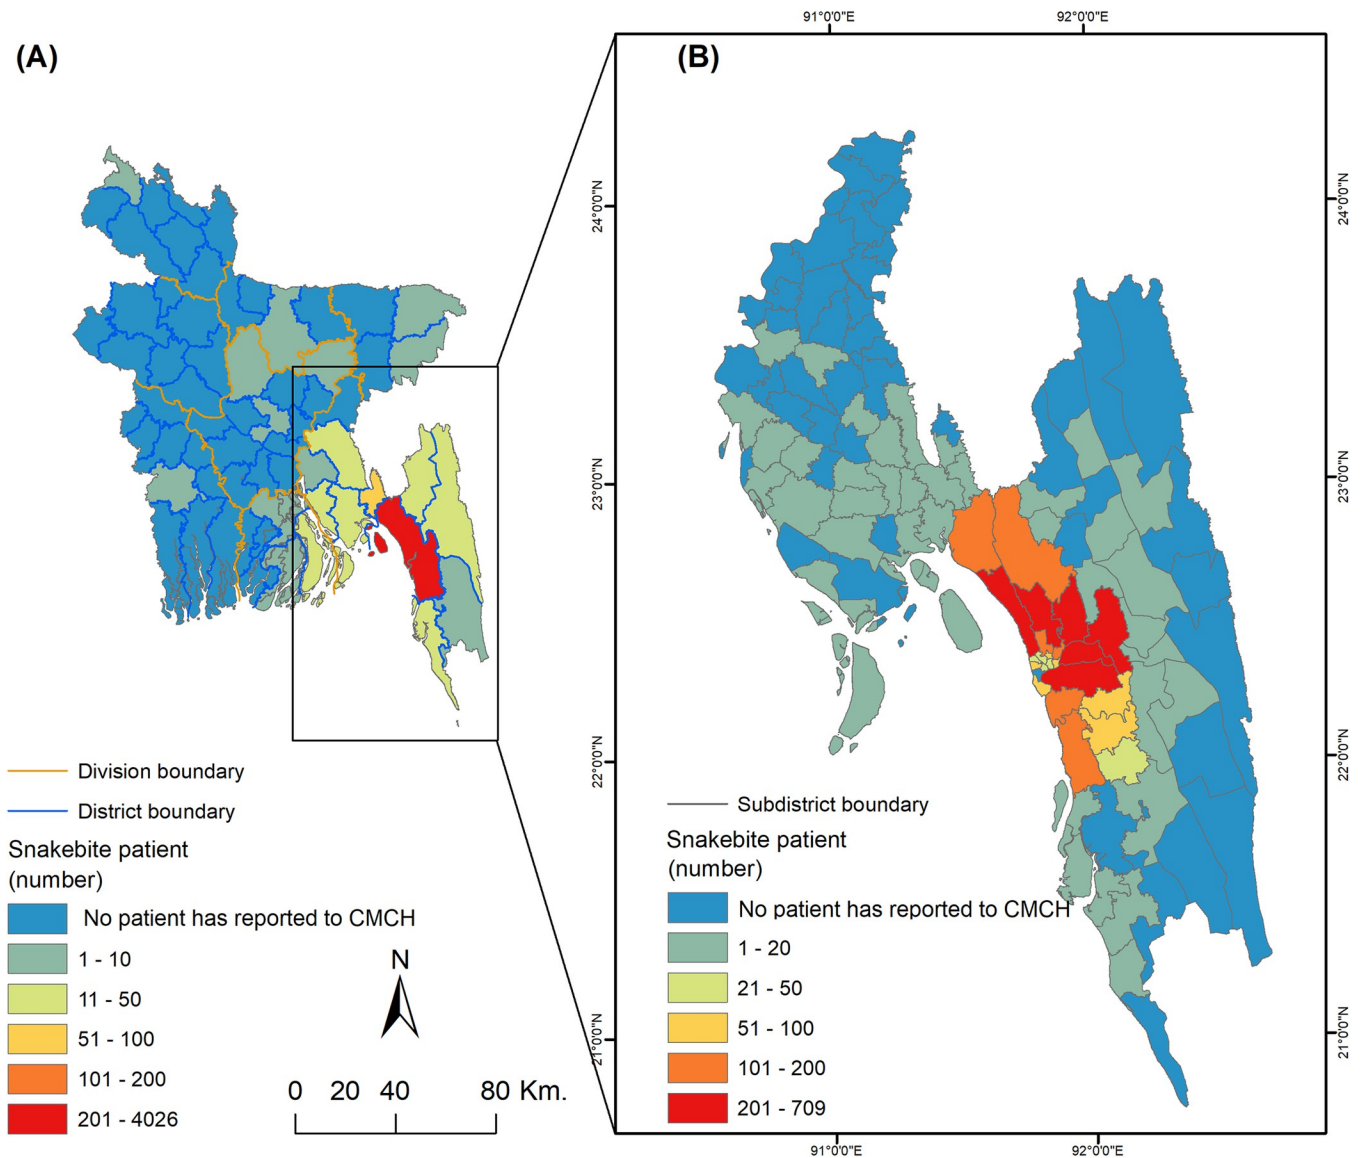 (A)
91°0'0"E
92°0'0"E
(B)
24°0'0"N
24°0'0"N
23°0'0"N
23°0'0"N
22°0'0"N
22°0'0"N
21°0'0"N
21°0'0"N
Division boundary
District boundary
Snakebite patient
(number)
No patient has reported to CMCH
1 - 10
11 - 50
51 - 100
101 - 200
201 - 4026
N
0 20 40 80 Km.
Subdistrict boundary
Snakebite patient
(number)
No patient has reported to CMCH
1 - 20
21 - 50
51 - 100
101 - 200
201 - 709
91°0'0"E
92°0'0"E